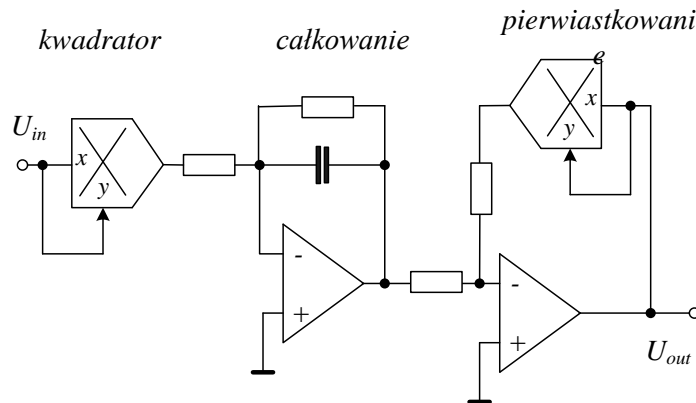 kwadrator
całkowanie
pierwiastkowani
e
U_in
x
y
-
+
x
y
-
+
U_out